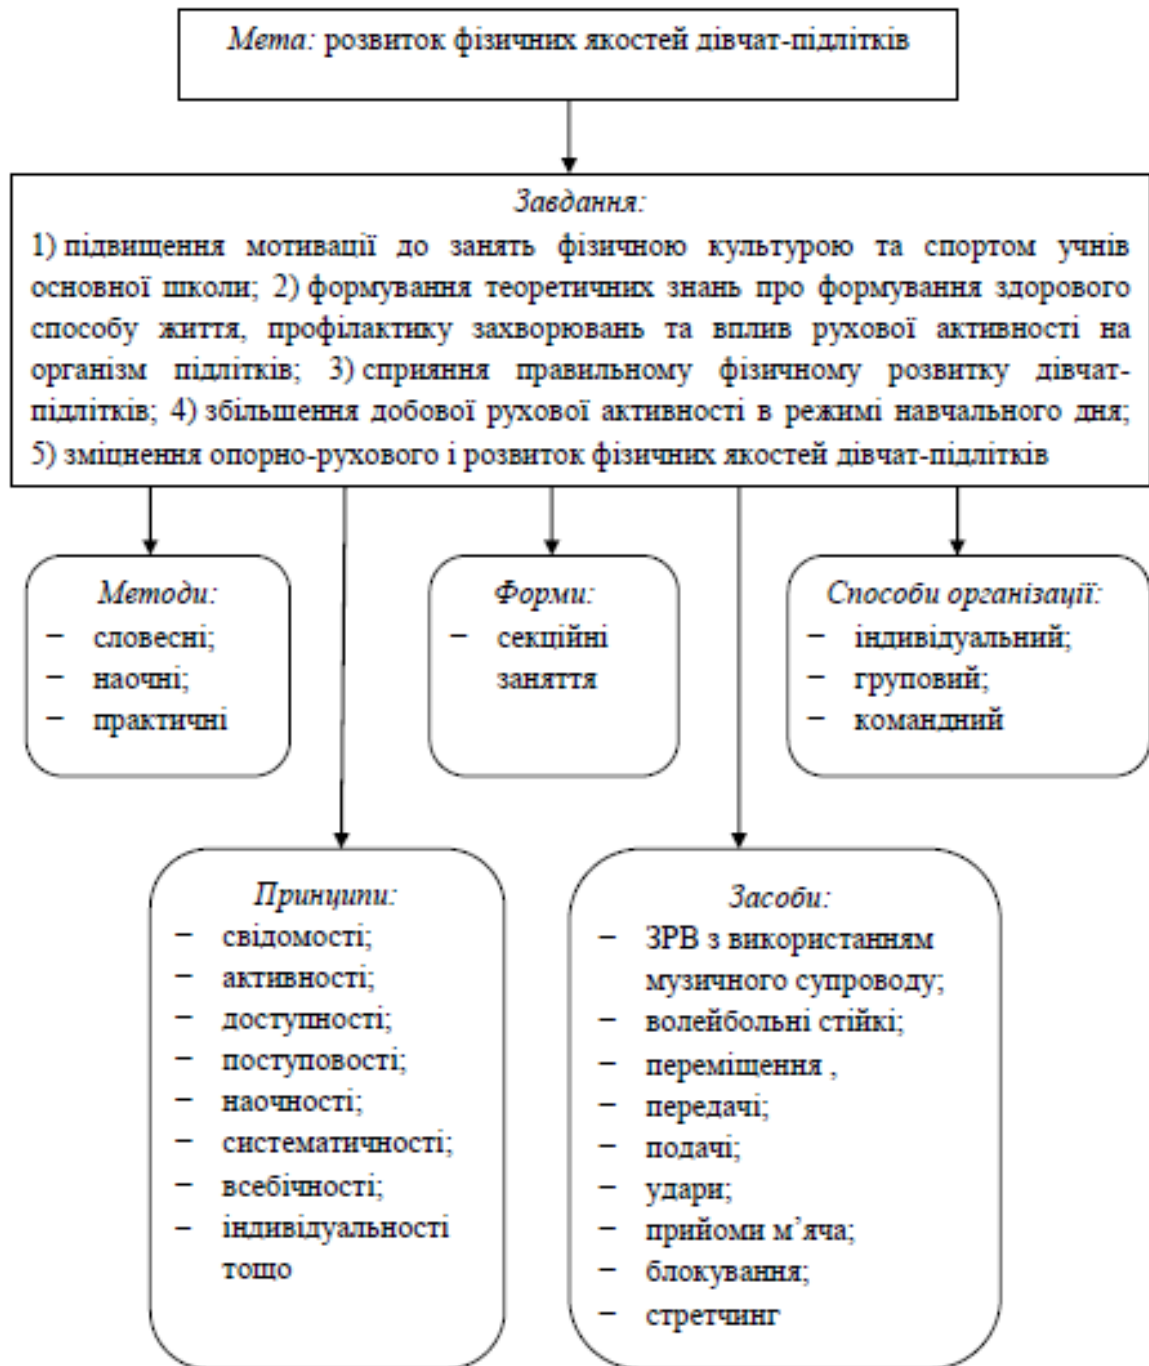 Мета: розвиток фізичних якостей дівчат-підлітків
Завдання:
1) підвищення мотивації до занять фізичною культурою та спортом учнів
основної школи; 2) формування теоретичних знань про формування здорового
способу життя, профілактику захворювань та вплив рухової активності на
організм підлітків; 3) сприяння правильному фізичному розвитку дівчат-
підлітків; 4) збільшення добової рухової активності в режимі навчального дня;
5) зміцнення опорно-рухового і розвиток фізичних якостей дівчат-підлітків
Методи:
– словесні;
– наочні;
– практичні
Форми:
– секційні
заняття
Способи організації:
– індивідуальний;
– груповий;
– командний
Принципи:
– свідомості;
– активності;
– доступності;
– поступовості;
– наочності;
– систематичності;
– всебічності;
– індивідуальності
тощо
Засоби:
– ЗРВ з використанням
музичного супроводу;
– волейбольні стійкі;
– переміщення ,
– передачі;
– подачі;
– удари;
– прийоми м’яча;
– блокування;
– стретчинг